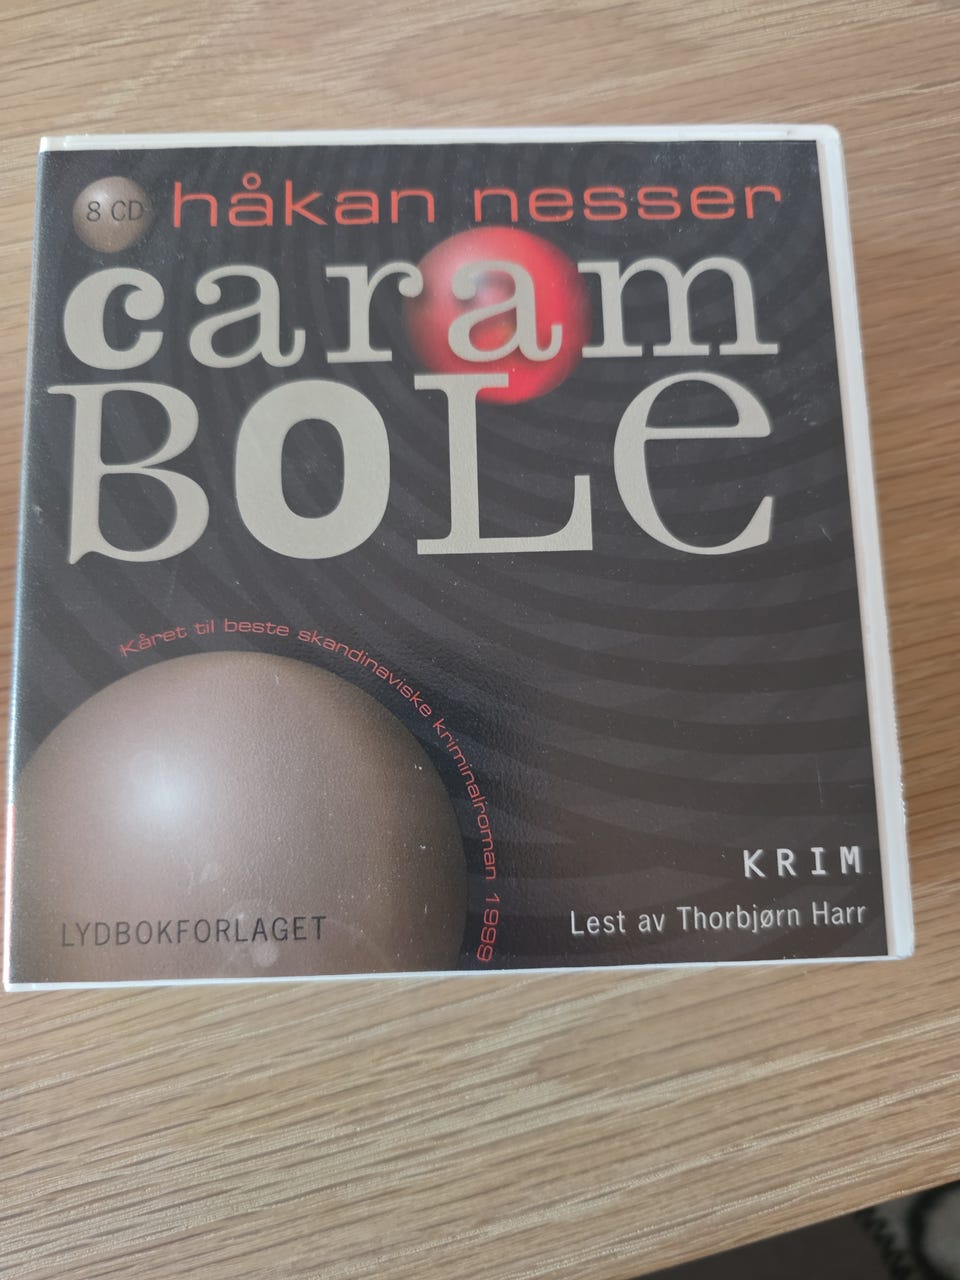 8 CD
håkan nesser
caram
BOLe
Kåret til beste skandinaviske kriminalroman 1999
KRIM
Lest av Thorbjørn Harr
LYDBOKFORLAGET